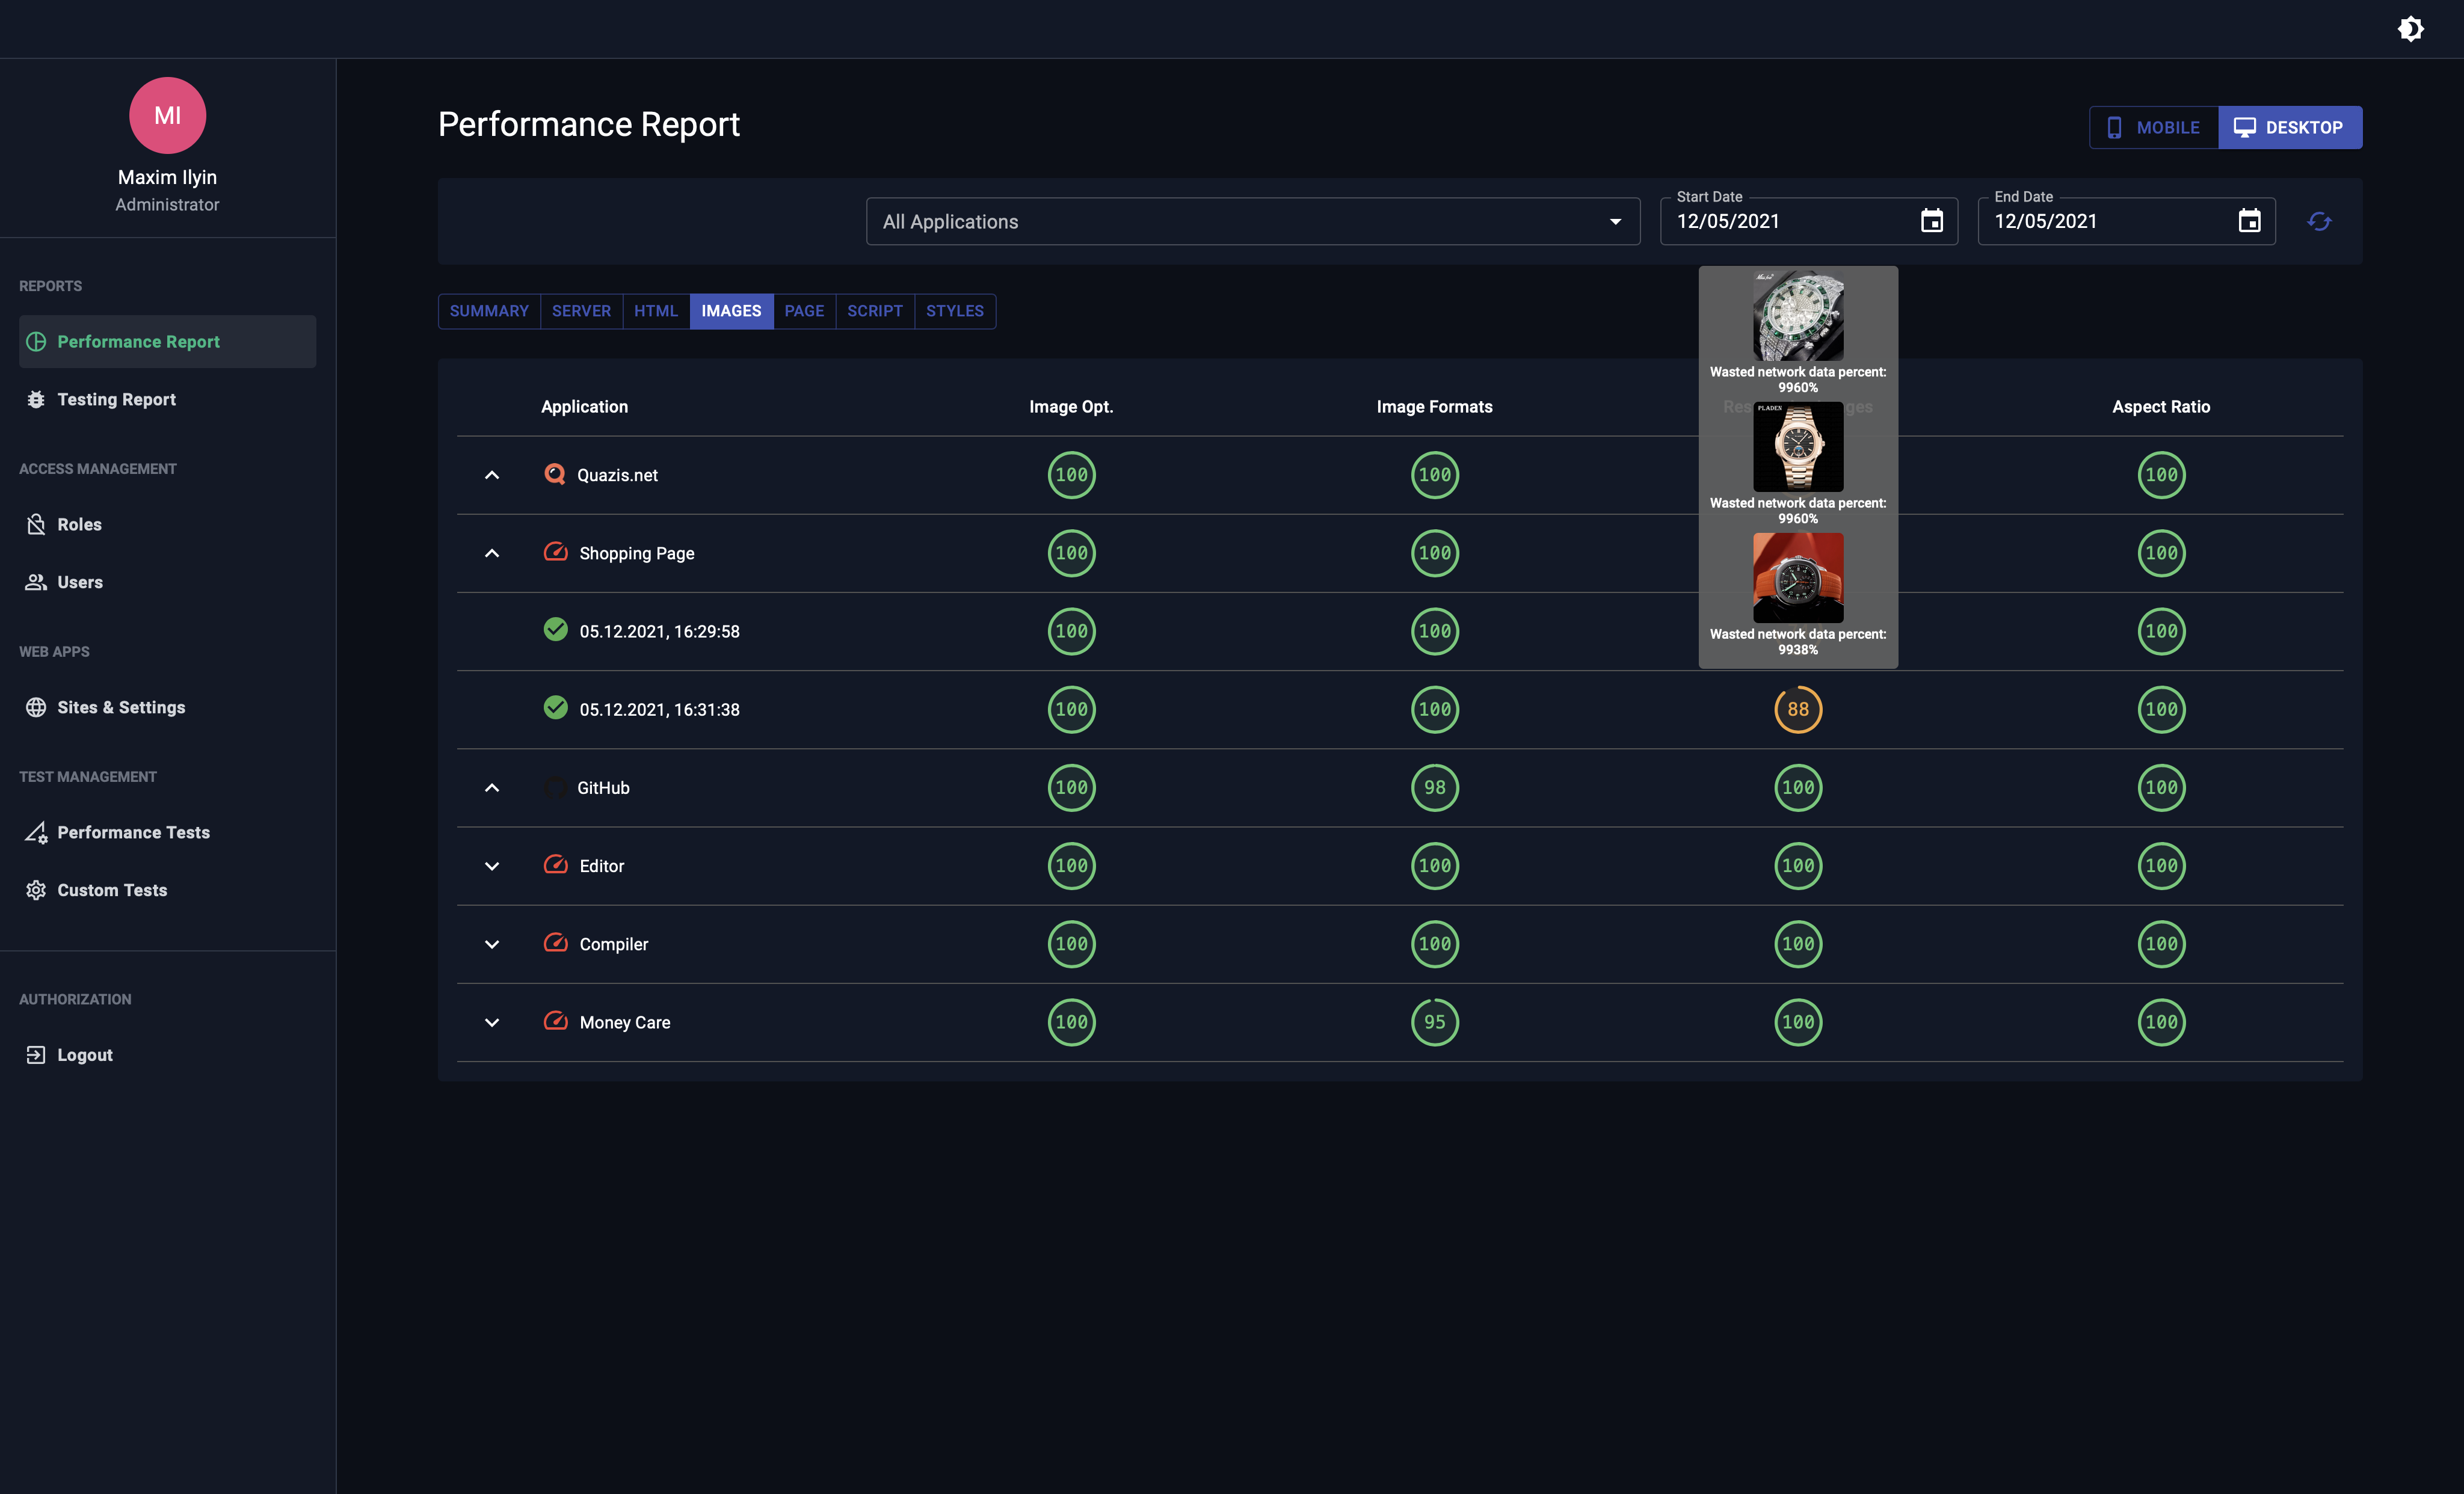 MI
Maxim Ilyin
Administrator
REPORTS
Performance Report
Testing Report
ACCESS MANAGEMENT
Roles
Users
WEB APPS
Sites & Settings
TEST MANAGEMENT
Performance Tests
Custom Tests
AUTHORIZATION
Logout
Performance Report
MOBILE DESKTOP
All Applications
Start Date
12/05/2021
End Date
12/05/2021
SUMMARY SERVER HTML IMAGES PAGE SCRIPT STYLES
Application Image Opt. Image Formats Aspect Ratio
Wasted network data percent:
9960%
PLADEN
Wasted network data percent:
9960%
Wasted network data percent:
9938%
Quazis.net 100 100 100
Shopping Page 100 100 100
05.12.2021, 16:29:58 100 100 100
05.12.2021, 16:31:38 100 100 88 100
GitHub 100 98 100 100
Editor 100 100 100 100
Compiler 100 100 100 100
Money Care 100 95 100 100